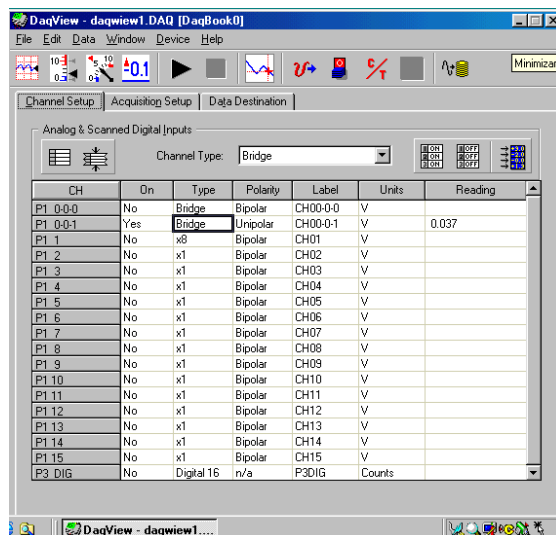 DaqView - daqwiew1.DAQ [DaqBook0]
File Edit Data Window Device Help
Minimizar
Channel Setup Acquisition Setup Data Destination
Analog & Scanned Digital Inputs
Channel Type: Bridge
CH On Type Polarity Label Units Reading
P1 0-0-0 No Bridge Bipolar CH00-0-0 V
P1 0-0-1 Yes Bridge Unipolar CH00-0-1 V 0.037
P1 1 No x8 Bipolar CH01 V
P1 2 No x1 Bipolar CH02 V
P1 3 No x1 Bipolar CH03 V
P1 4 No x1 Bipolar CH04 V
P1 5 No x1 Bipolar CH05 V
P1 6 No x1 Bipolar CH06 V
P1 7 No x1 Bipolar CH07 V
P1 8 No x1 Bipolar CH08 V
P1 9 No x1 Bipolar CH09 V
P1 10 No x1 Bipolar CH10 V
P1 11 No x1 Bipolar CH11 V
P1 12 No x1 Bipolar CH12 V
P1 13 No x1 Bipolar CH13 V
P1 14 No x1 Bipolar CH14 V
P1 15 No x1 Bipolar CH15 V
P3 DIG No Digital 16 n/a P3DIG Counts
DaqView - daqwiew1....